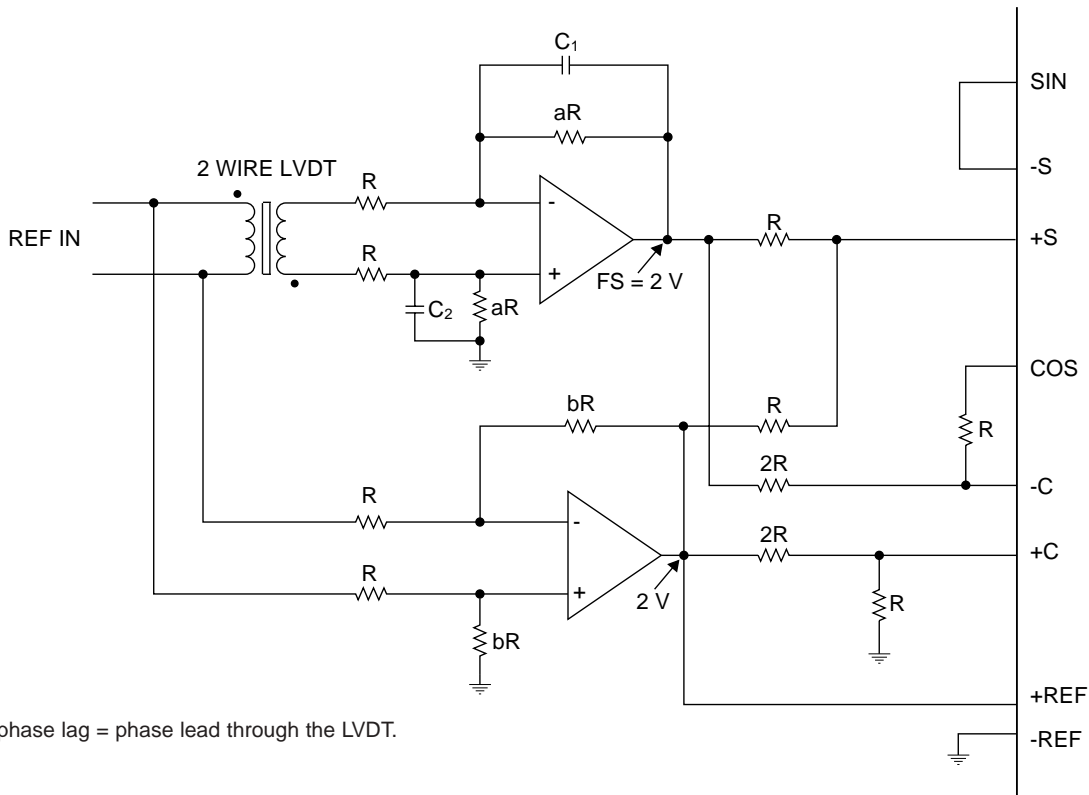 C₁
aR
2 WIRE LVDT
R
SIN
-S
-
R
+S
REF IN
R
+
FS = 2 V
C₂
aR
COS
bR
R
R
2R
-C
R
-
2R
+C
R
+
2 V
R
bR
+REF
phase lag = phase lead through the LVDT.
-REF